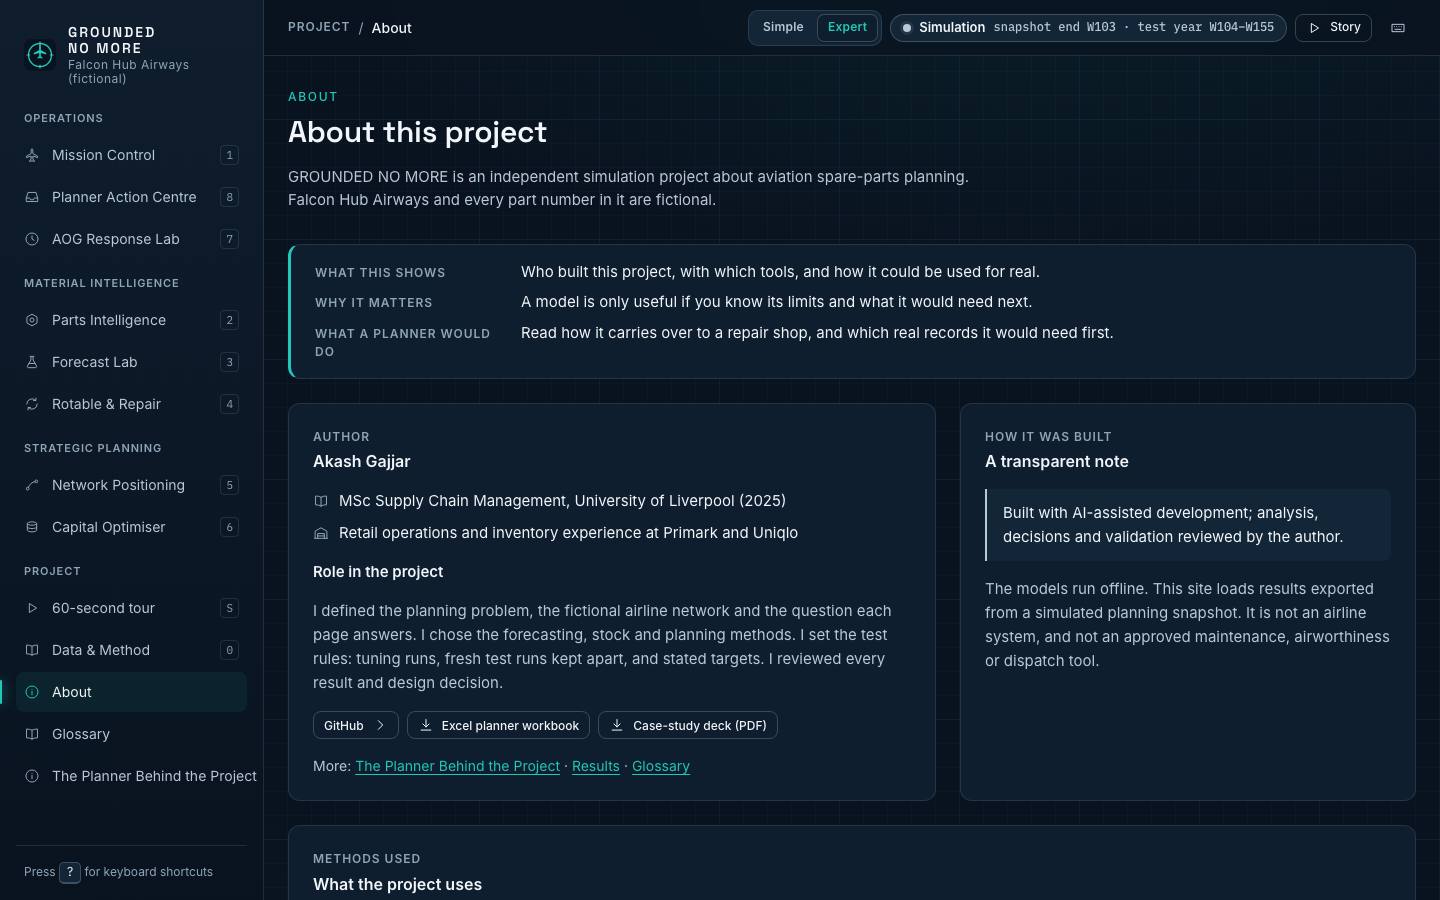 GROUNDED
NO MORE
Falcon Hub Airways
(fictional)
OPERATIONS
Mission Control 1
Planner Action Centre 8
AOG Response Lab 7
MATERIAL INTELLIGENCE
Parts Intelligence 2
Forecast Lab 3
Rotable & Repair 4
STRATEGIC PLANNING
Network Positioning 5
Capital Optimiser 6
PROJECT
60-second tour S
Data & Method 0
About
Glossary
The Planner Behind the Project
Press ? for keyboard shortcuts
PROJECT / About
Simple Expert Simulation snapshot end W103 · test year W104–W155 Story
ABOUT
About this project
GROUNDED NO MORE is an independent simulation project about aviation spare-parts planning.
Falcon Hub Airways and every part number in it are fictional.
WHAT THIS SHOWS Who built this project, with which tools, and how it could be used for real.
WHY IT MATTERS A model is only useful if you know its limits and what it would need next.
WHAT A PLANNER WOULD DO Read how it carries over to a repair shop, and which real records it would need first.
AUTHOR
Akash Gajjar
MSc Supply Chain Management, University of Liverpool (2025)
Retail operations and inventory experience at Primark and Uniqlo
Role in the project
I defined the planning problem, the fictional airline network and the question each
page answers. I chose the forecasting, stock and planning methods. I set the test
rules: tuning runs, fresh test runs kept apart, and stated targets. I reviewed every
result and design decision.
GitHub Excel planner workbook Case-study deck (PDF)
More: The Planner Behind the Project · Results · Glossary
HOW IT WAS BUILT
A transparent note
Built with AI-assisted development; analysis,
decisions and validation reviewed by the author.
The models run offline. This site loads results exported
from a simulated planning snapshot. It is not an airline
system, and not an approved maintenance, airworthiness
or dispatch tool.
METHODS USED
What the project uses